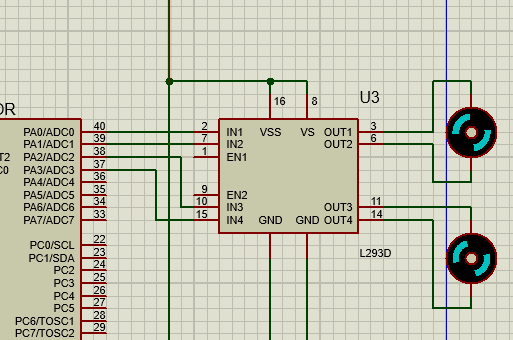 U3
16 8
OR
40 2 3
PA0/ADC0 IN1 VSS VS OUT1
39 7 6
PA1/ADC1 IN2 OUT2
38 1
T2 PA2/ADC2 EN1
37
C0 PA3/ADC3
36
PA4/ADC4
35 9
PA5/ADC5 EN2
34 10 11
PA6/ADC6 IN3 OUT3
33 15 14
PA7/ADC7 IN4 GND GND OUT4
22
PC0/SCL
23 L293D
PC1/SDA
24
PC2
25
PC3
26
PC4
27
PC5
28
PC6/TOSC1
29
PC7/TOSC2